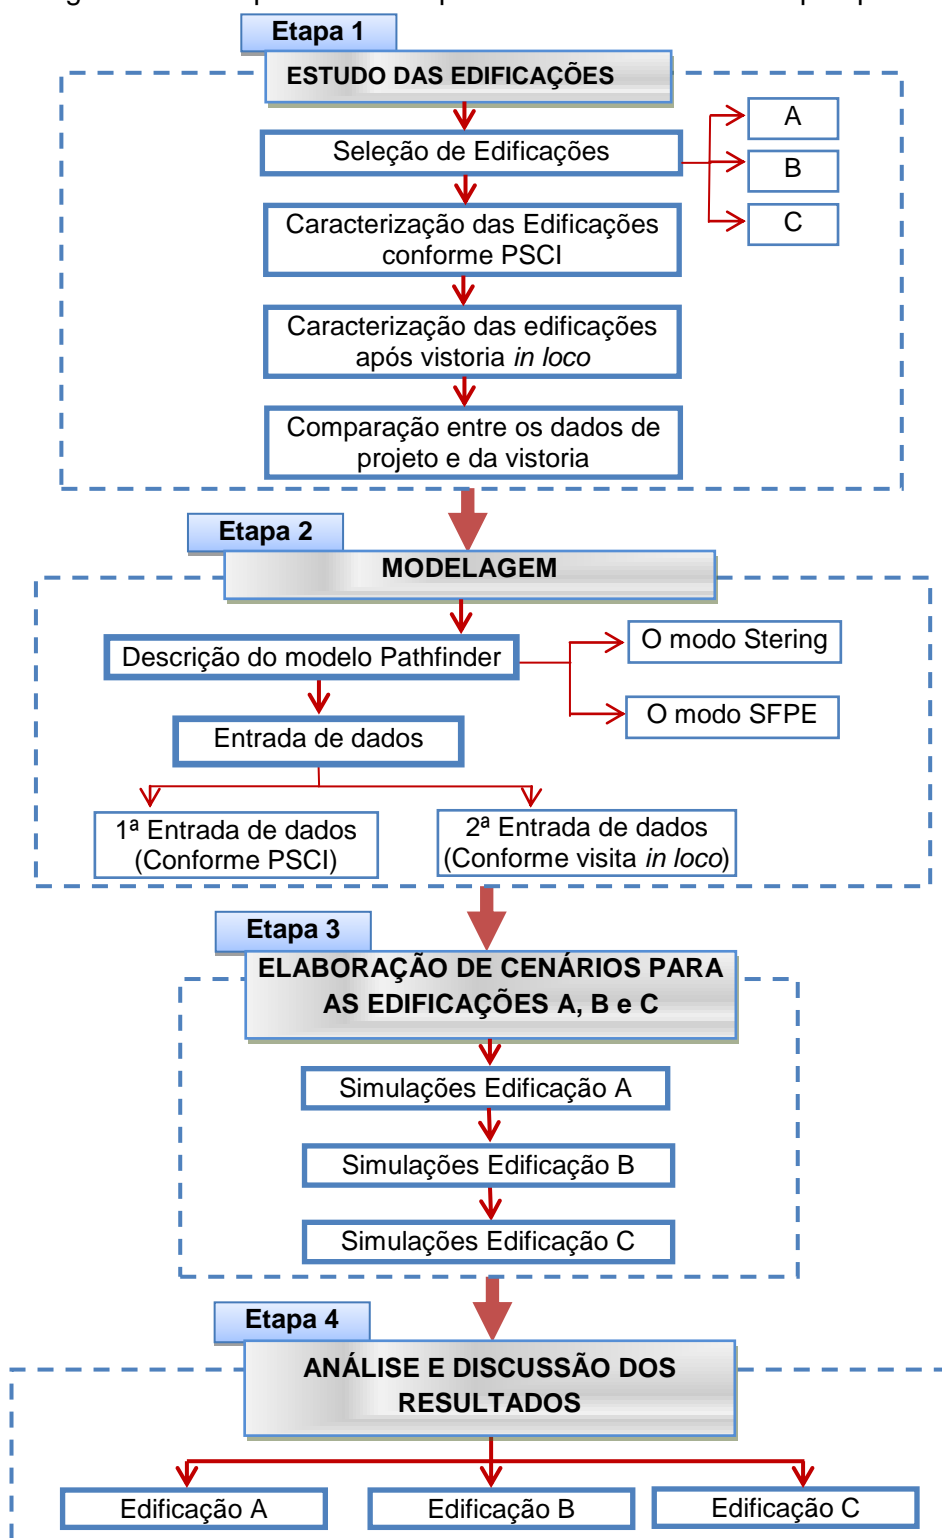 Etapa 1
ESTUDO DAS EDIFICAÇÕES
Seleção de Edificações
A
B
C
Caracterização das Edificações
conforme PSCI
Caracterização das edificações
após vistoria in loco
Comparação entre os dados de
projeto e da vistoria
Etapa 2
MODELAGEM
Descrição do modelo Pathfinder
O modo Stering
O modo SFPE
Entrada de dados
1ª Entrada de dados
(Conforme PSCI)
2ª Entrada de dados
(Conforme visita in loco)
Etapa 3
ELABORAÇÃO DE CENÁRIOS PARA
AS EDIFICAÇÕES A, B e C
Simulações Edificação A
Simulações Edificação B
Simulações Edificação C
Etapa 4
ANÁLISE E DISCUSSÃO DOS
RESULTADOS
Edificação A
Edificação B
Edificação C